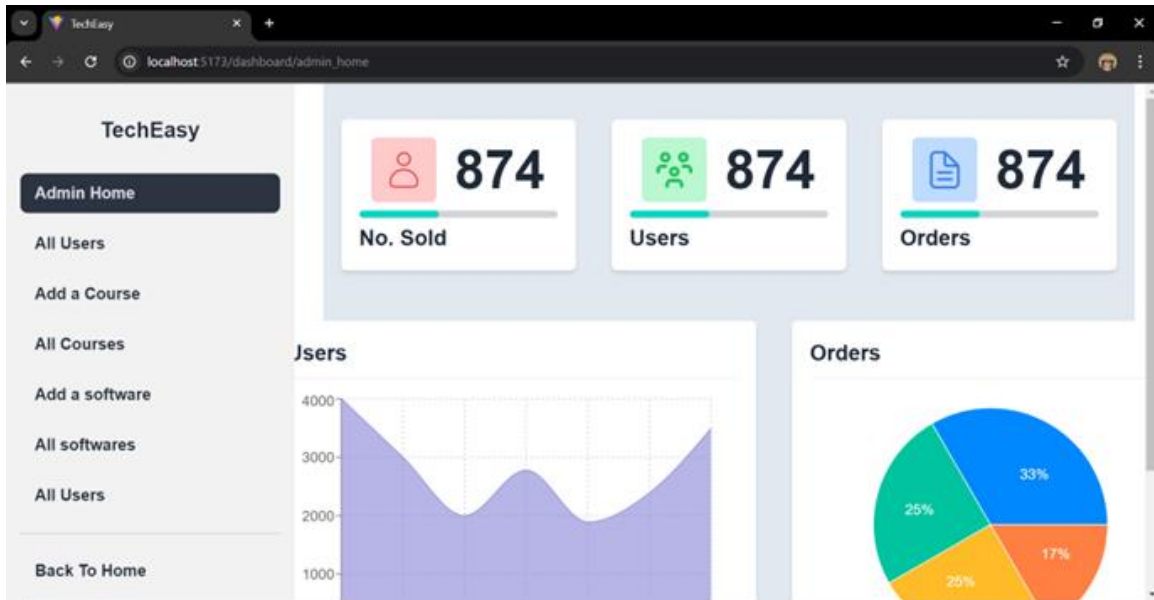 TechEasy
localhost:5173/dashboard/admin_home
TechEasy
Admin Home
All Users
Add a Course
All Courses
Add a software
All softwares
All Users
Back To Home
874
No. Sold
874
Users
874
Orders
Users
4000
3000
2000
1000
Orders
33%
25%
17%
25%